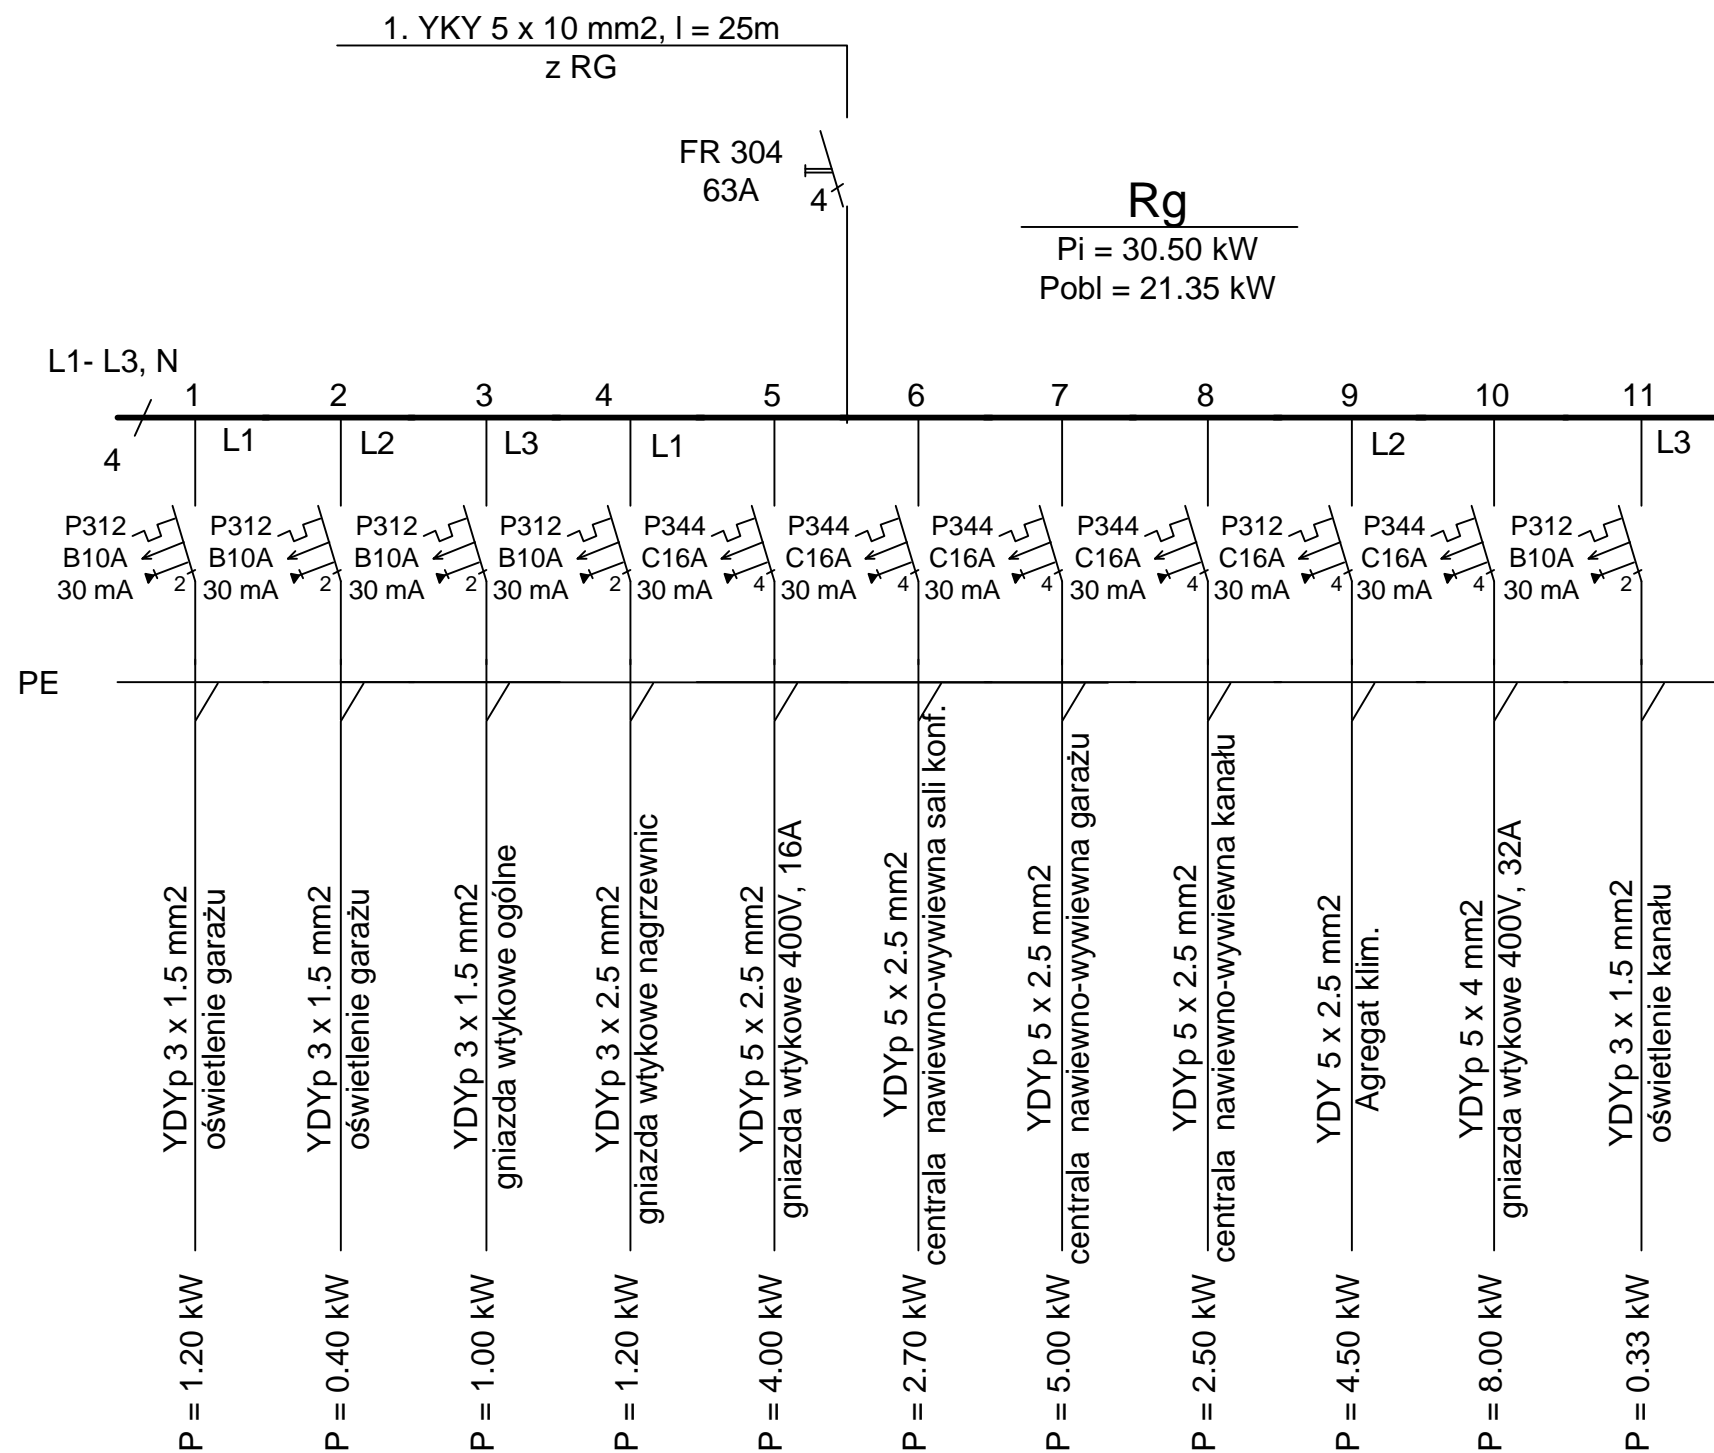 1. YKY 5 x 10 mm2, l = 25m
z RG
FR 304
63A
4
Rg
Pi = 30.50 kW
Pobl = 21.35 kW
L1- L3, N
4
1
2
3
4
5
6
7
8
9
10
11
L1
L2
L3
L1
L2
L3
P312
B10A
30 mA
2
P312
B10A
30 mA
2
P312
B10A
30 mA
2
P312
B10A
30 mA
2
P344
C16A
30 mA
4
P344
C16A
30 mA
4
P344
C16A
30 mA
4
P344
C16A
30 mA
4
P312
C16A
30 mA
4
P344
C16A
30 mA
4
P312
B10A
30 mA
2
PE
YDYp 3 x 1.5 mm2
oświetlenie garażu
P = 1.20 kW
YDYp 3 x 1.5 mm2
oświetlenie garażu
P = 0.40 kW
YDYp 3 x 1.5 mm2
gniazda wtykowe ogólne
P = 1.00 kW
YDYp 3 x 2.5 mm2
gniazda wtykowe nagrzewnic
P = 1.20 kW
YDYp 5 x 2.5 mm2
gniazda wtykowe 400V, 16A
P = 4.00 kW
YDYp 5 x 2.5 mm2
centrala nawiewno-wywiewna sali konf.
P = 2.70 kW
YDYp 5 x 2.5 mm2
centrala nawiewno-wywiewna garażu
P = 5.00 kW
YDYp 5 x 2.5 mm2
centrala nawiewno-wywiewna kanału
P = 2.50 kW
YDY 5 x 2.5 mm2
Agregat klim.
P = 4.50 kW
YDYp 5 x 4 mm2
gniazda wtykowe 400V, 32A
P = 8.00 kW
YDYp 3 x 1.5 mm2
oświetlenie kanału
P = 0.33 kW